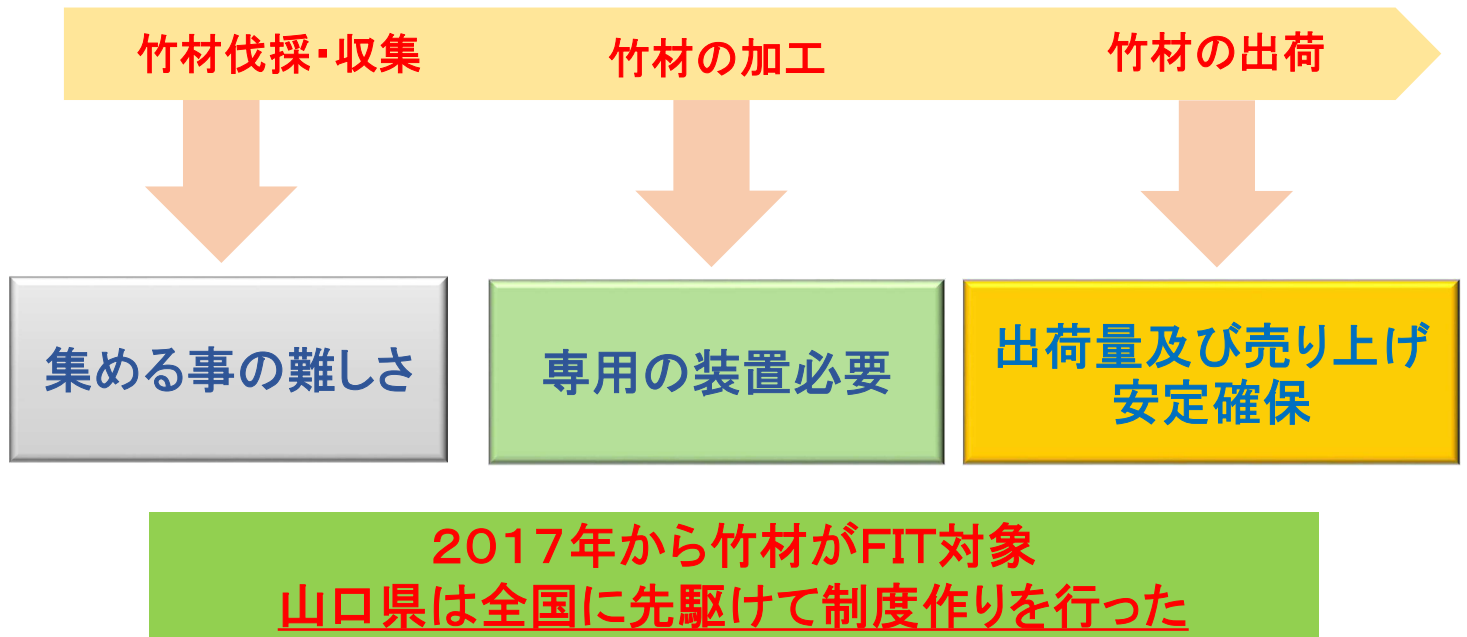 竹材伐採・収集
竹材の加工
竹材の出荷
集める事の難しさ
専用の装置必要
出荷量及び売り上げ
安定確保
２０１７年から竹材がFIT対象
山口県は全国に先駆けて制度作りを行った